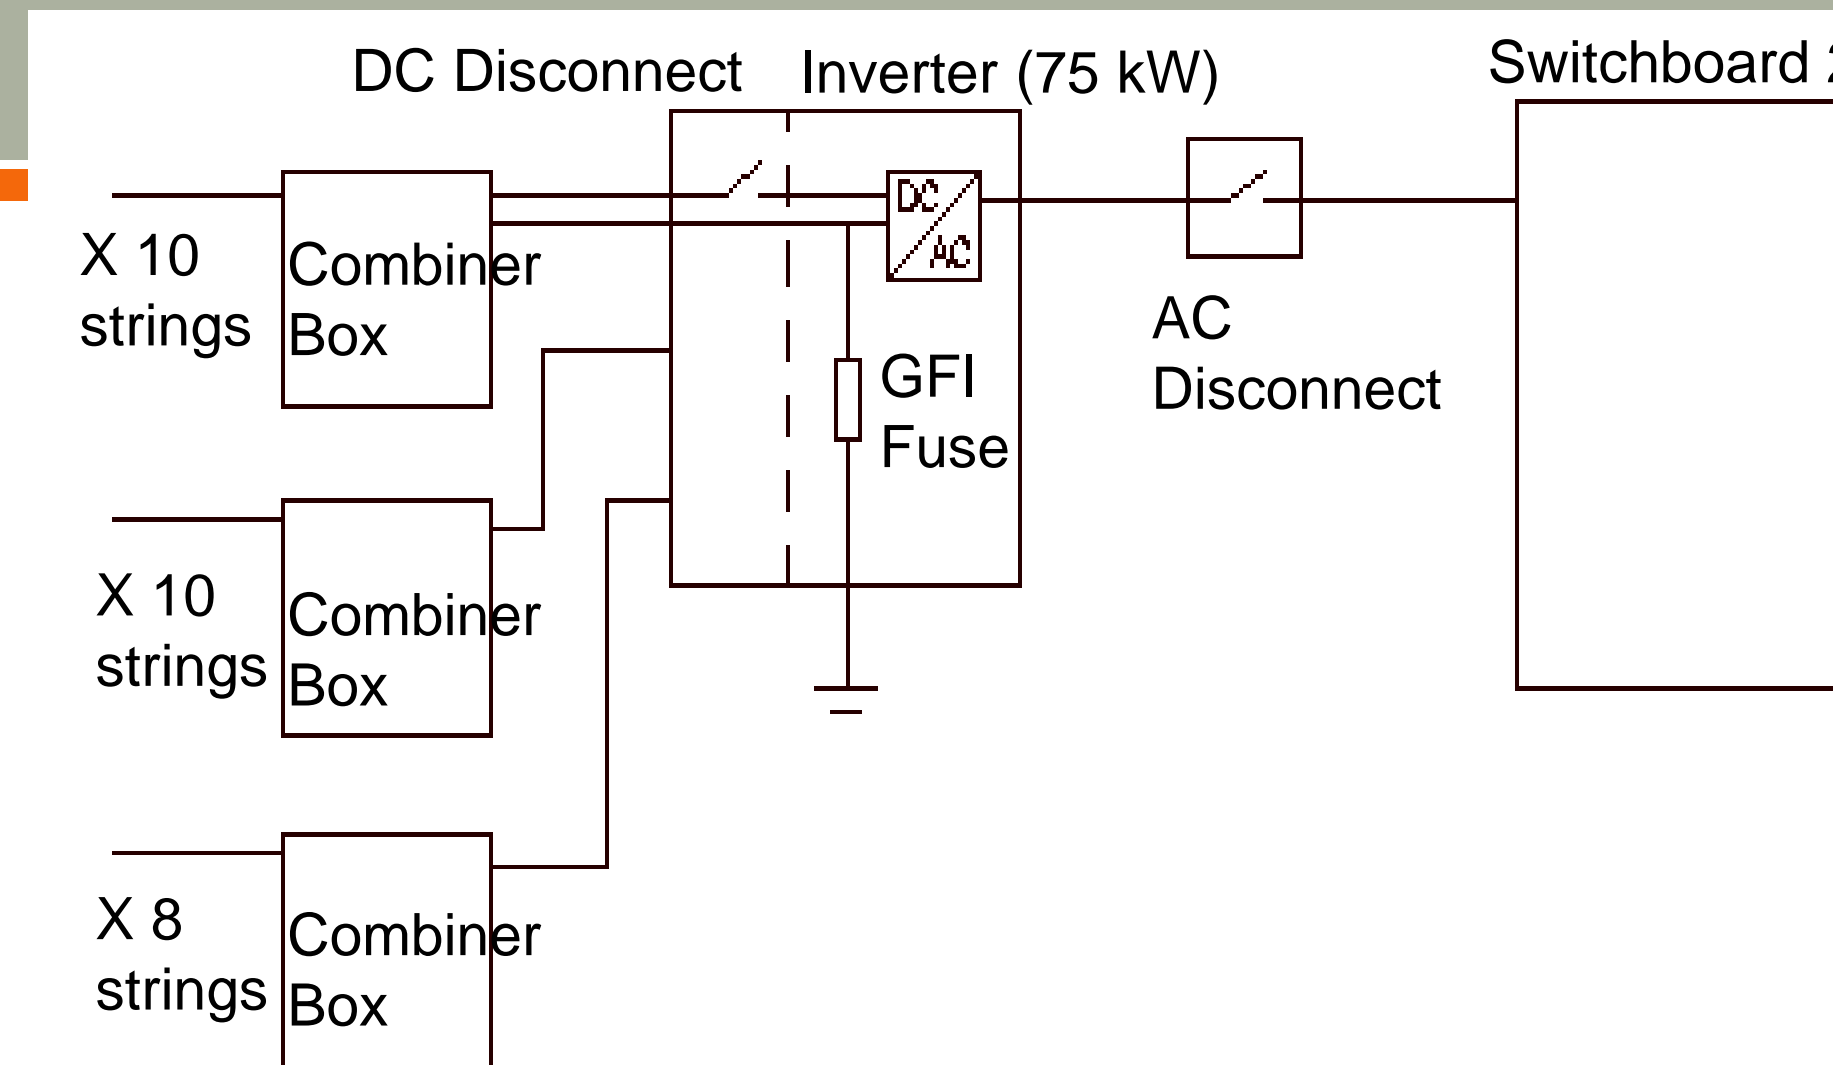 DC Disconnect
Inverter (75 kW)
Switchboard
X 10
strings
Combiner
Box
DC
AC
GFI
Fuse
AC
Disconnect
X 10
strings
Combiner
Box
X 8
strings
Combiner
Box